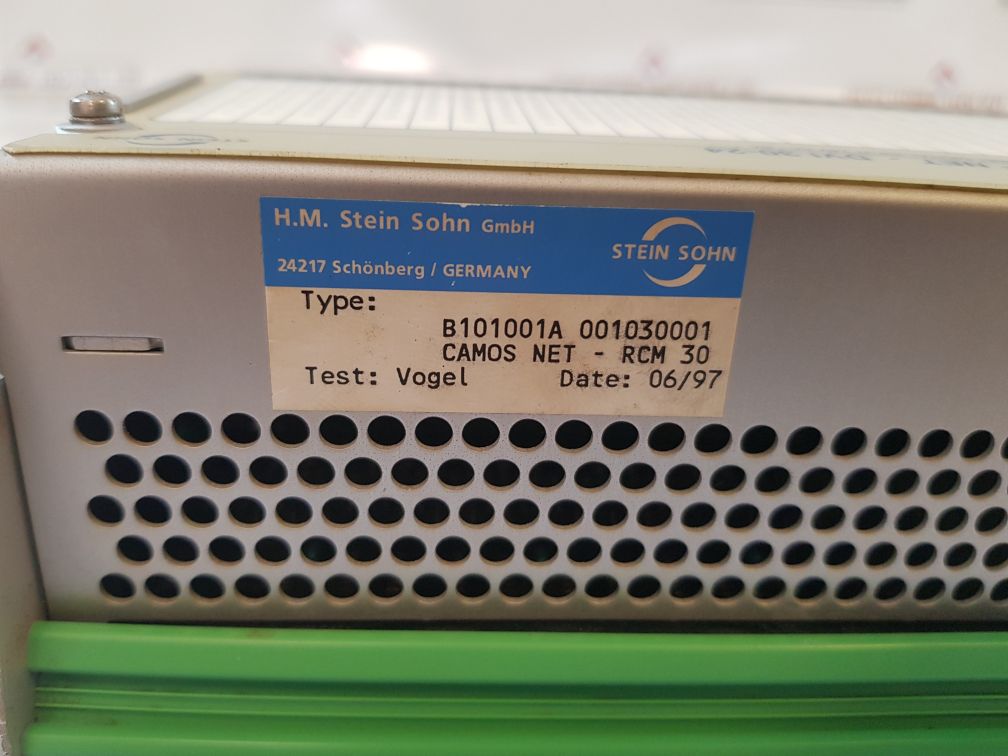 H.M. Stein Sohn GmbH
24217 Schönberg / GERMANY
STEIN SOHN
Type:
B101001A 001030001
CAMOS NET - RCM 30
Test: Vogel Date: 06/97